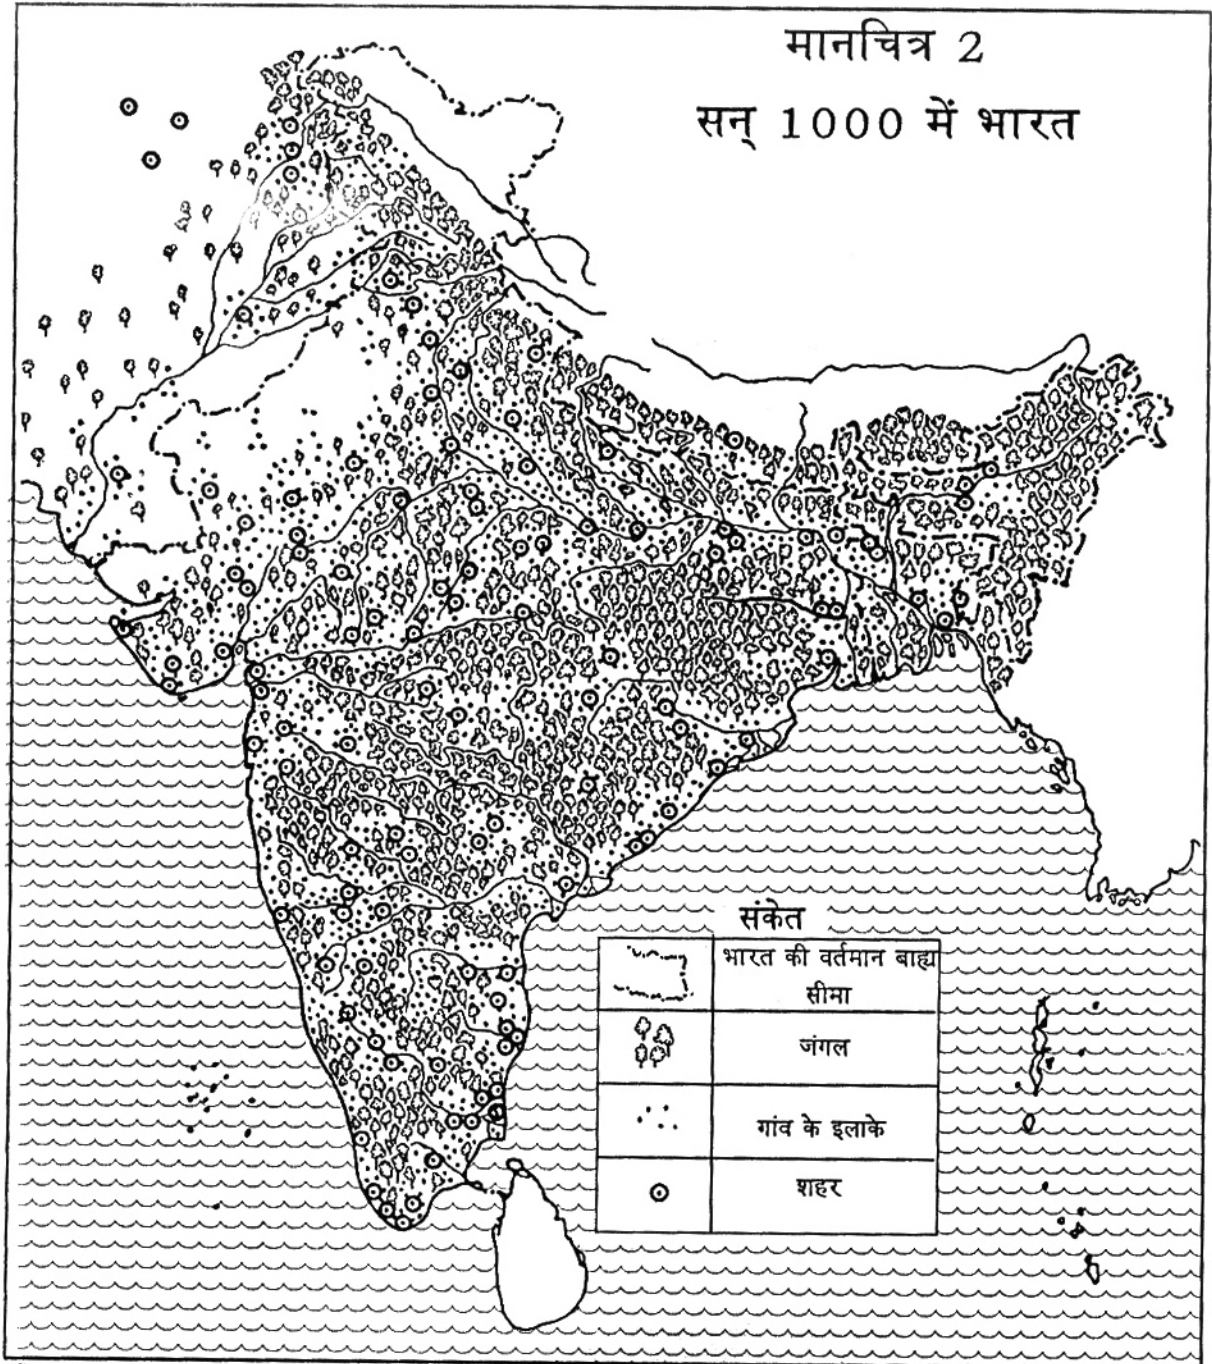 मानचित्र 2
सन् 1000 में भारत
संकेत
भारत की वर्तमान बाह्य
सीमा
जंगल
गांव के इलाके
शहर